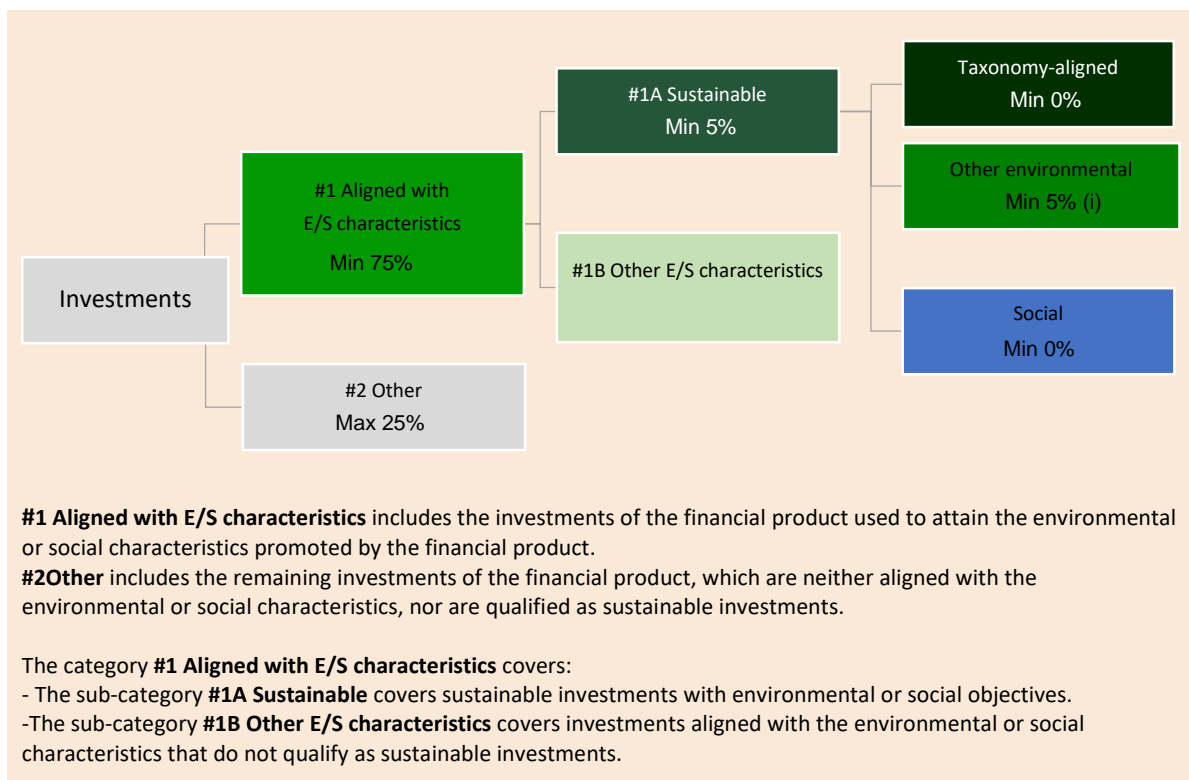 Investments
#1 Aligned with
E/S characteristics
Min 75%
#2 Other
Max 25%
#1A Sustainable
Min 5%
#1B Other E/S characteristics
Taxonomy-aligned
Min 0%
Other environmental
Min 5% (i)
Social
Min 0%
#1 Aligned with E/S characteristics includes the investments of the financial product used to attain the environmental
or social characteristics promoted by the financial product.
#2Other includes the remaining investments of the financial product, which are neither aligned with the
environmental or social characteristics, nor are qualified as sustainable investments.
The category #1 Aligned with E/S characteristics covers:
- The sub-category #1A Sustainable covers sustainable investments with environmental or social objectives.
-The sub-category #1B Other E/S characteristics covers investments aligned with the environmental or social
characteristics that do not qualify as sustainable investments.